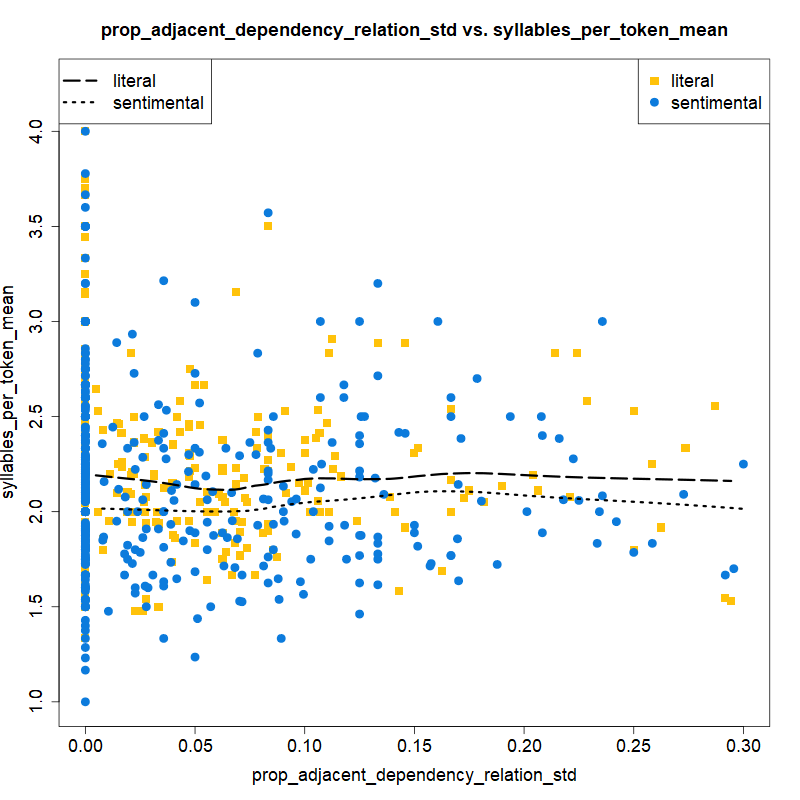 prop_adjacent_dependency_relation_std vs. syllables_per_token_mean
literal
sentimental
literal
sentimental
syllables_per_token_mean
4.0
3.5
3.0
2.5
2.0
1.5
1.0
0.00 0.05 0.10 0.15 0.20 0.25 0.30
prop_adjacent_dependency_relation_std